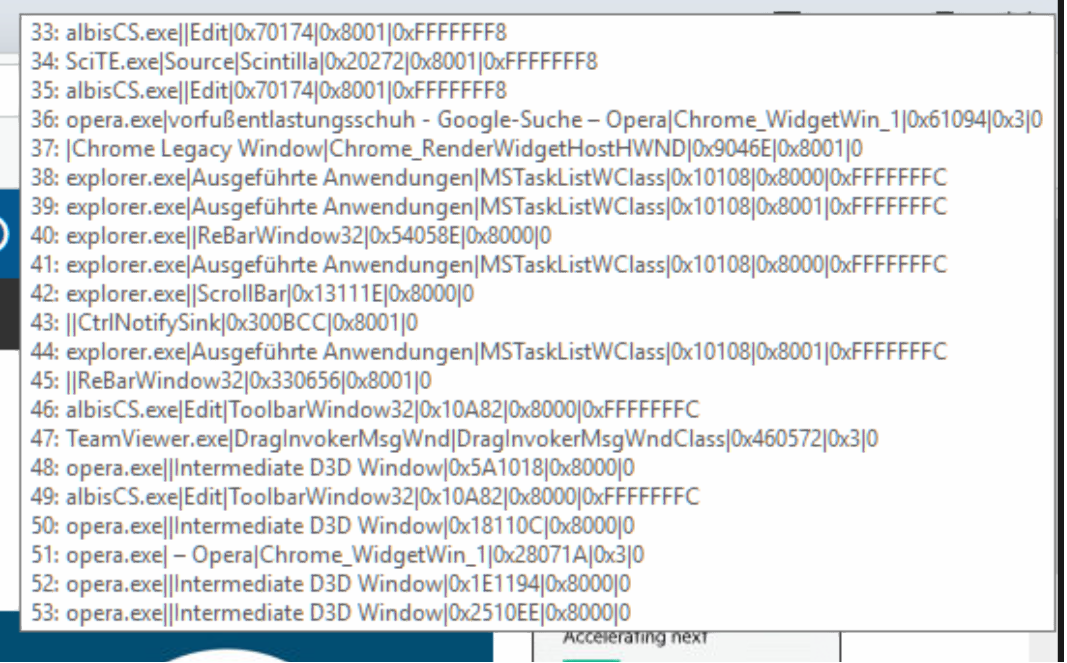 33: albisCS.exe||Edit|0x70174|0x8001|0xFFFFFFF8
34: SciTE.exe|Source|Scintilla|0x20272|0x8001|0xFFFFFFF8
35: albisCS.exe||Edit|0x70174|0x8001|0xFFFFFFF8
36: opera.exe|vorfußentlastungsschuh - Google-Suche – Opera|Chrome_WidgetWin_1|0x61094|0x3|0
37: |Chrome Legacy Window|Chrome_RenderWidgetHostHWND|0x9046E|0x8001|0
38: explorer.exe|Ausgeführte Anwendungen|MSTaskListWClass|0x10108|0x8000|0xFFFFFFFC
39: explorer.exe|Ausgeführte Anwendungen|MSTaskListWClass|0x10108|0x8001|0xFFFFFFFC
40: explorer.exe||ReBarWindow32|0x54058E|0x8000|0
41: explorer.exe|Ausgeführte Anwendungen|MSTaskListWClass|0x10108|0x8000|0xFFFFFFFC
42: explorer.exe||ScrollBar|0x13111E|0x8000|0
43: ||CtrlNotifySink|0x300BCC|0x8001|0
44: explorer.exe|Ausgeführte Anwendungen|MSTaskListWClass|0x10108|0x8001|0xFFFFFFFC
45: ||ReBarWindow32|0x330656|0x8001|0
46: albisCS.exe|Edit|ToolbarWindow32|0x10A82|0x8000|0xFFFFFFFC
47: TeamViewer.exe|DragInvokerMsgWnd|DragInvokerMsgWndClass|0x460572|0x3|0
48: opera.exe||Intermediate D3D Window|0x5A1018|0x8000|0
49: albisCS.exe|Edit|ToolbarWindow32|0x10A82|0x8000|0xFFFFFFFC
50: opera.exe||Intermediate D3D Window|0x18110C|0x8000|0
51: opera.exe| – Opera|Chrome_WidgetWin_1|0x28071A|0x3|0
52: opera.exe||Intermediate D3D Window|0x1E1194|0x8000|0
53: opera.exe||Intermediate D3D Window|0x2510EE|0x8000|0
Accelerating next